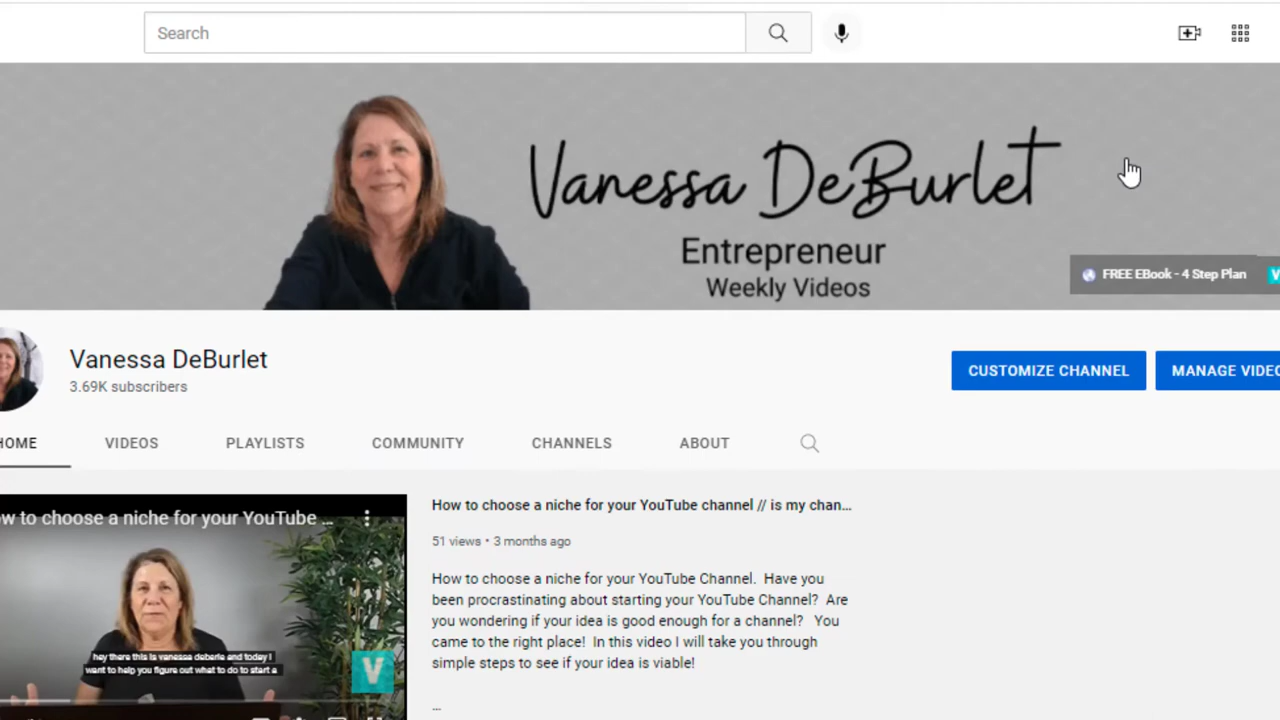 Search
Vanessa DeBurlet
Entrepreneur
Weekly Videos
FREE EBook - 4 Step Plan
V
Vanessa DeBurlet
3.69K subscribers
CUSTOMIZE CHANNEL
MANAGE VIDEO
HOME
VIDEOS
PLAYLISTS
COMMUNITY
CHANNELS
ABOUT
ow to choose a niche for your YouTube ...
hey there this is vanessa deberle and today I
want to help you figure out what to do to start a
V
How to choose a niche for your YouTube channel // is my chan...
51 views • 3 months ago
How to choose a niche for your YouTube Channel. Have you
been procrastinating about starting your YouTube Channel? Are
you wondering if your idea is good enough for a channel? You
came to the right place! In this video I will take you through
simple steps to see if your idea is viable!
...